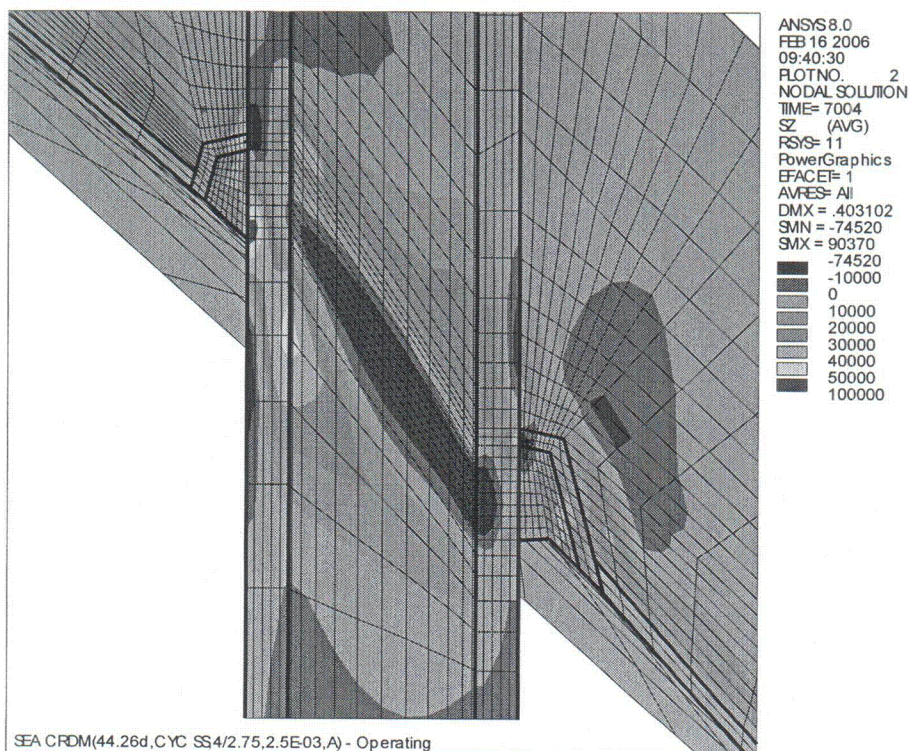 ANSYS 8.0
FEB 16 2006
09:40:30
PLOT NO. 2
NODAL SOLUTION
TIME= 7004
SZ (AVG)
RSYS= 11
PowerGraphics
EFACET= 1
AVRES= All
DMX = .403102
SMN = -74520
SMX = 90370
-74520
-10000
0
10000
20000
30000
40000
50000
100000
SEA CRDM(44.26d,CYC SS,4/2.75,2.5E-03,A) - Operating